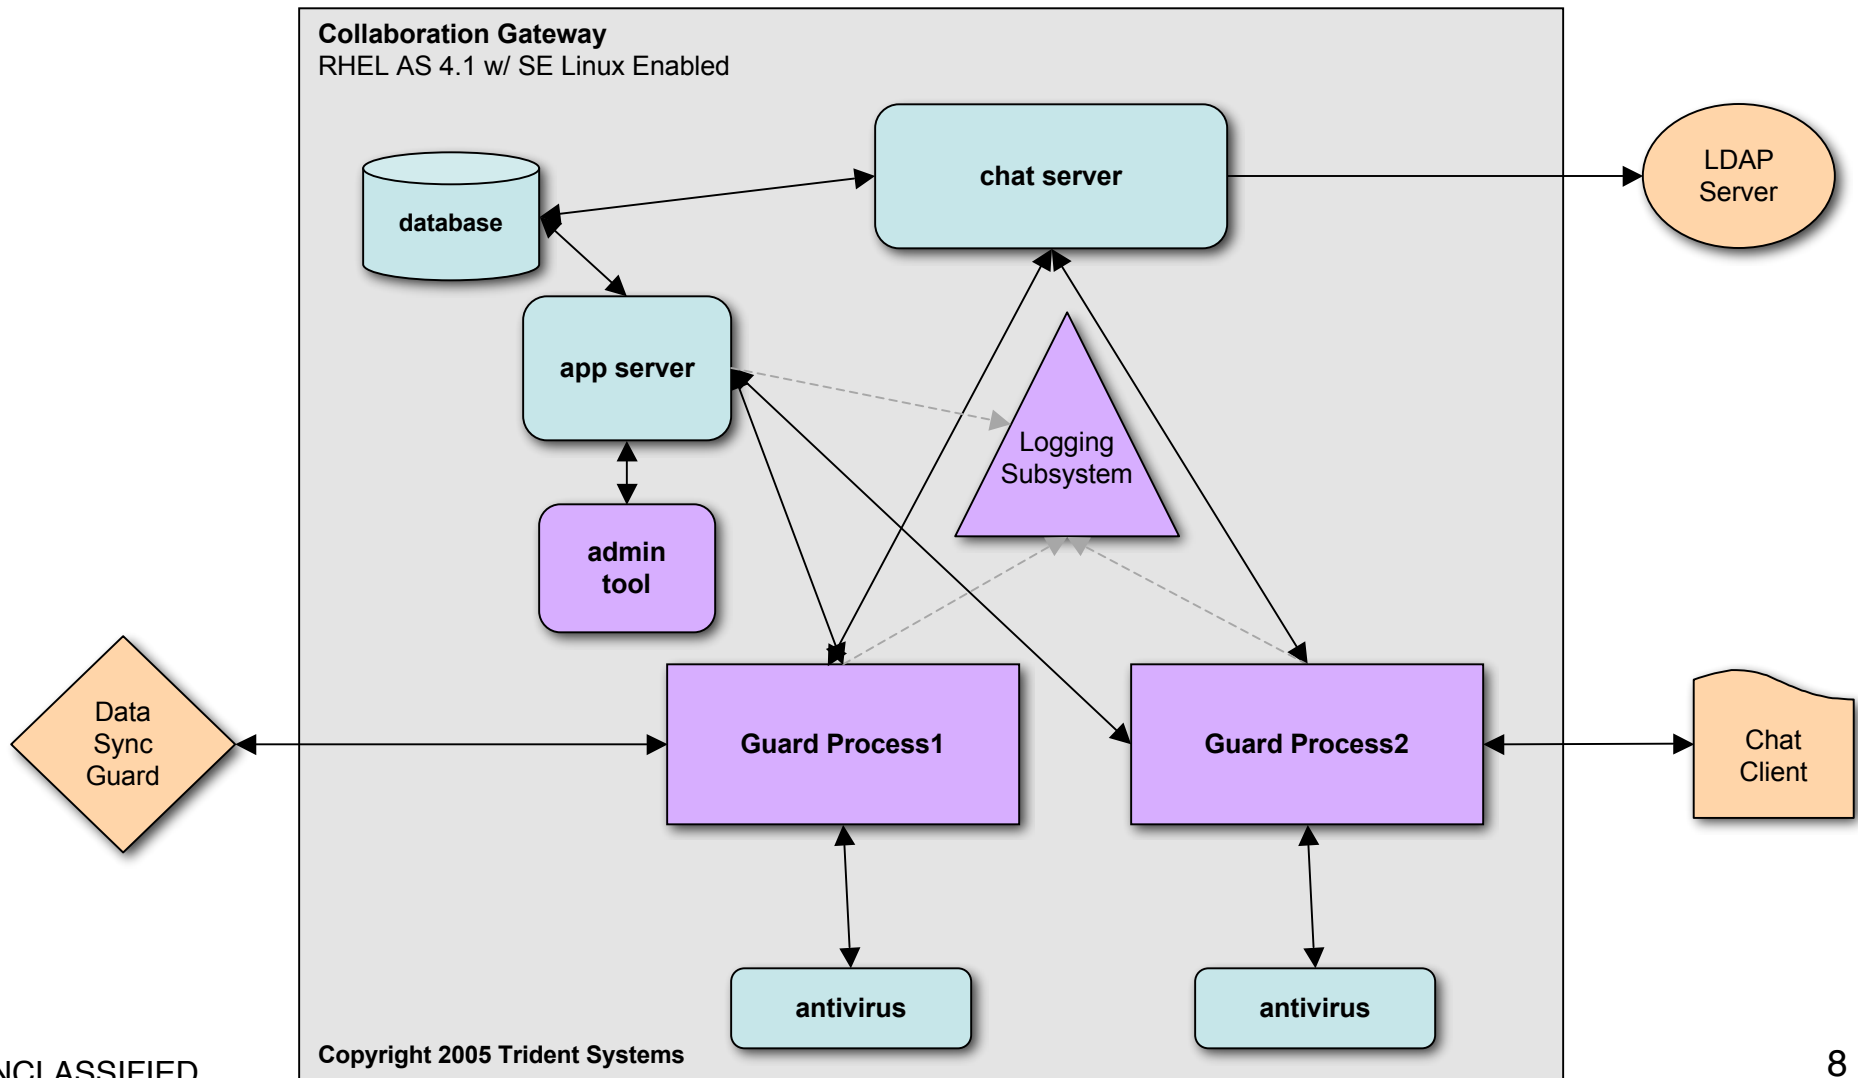 Collaboration Gateway
RHEL AS 4.1 w/ SE Linux Enabled
chat server
LDAP
Server
database
app server
Logging
Subsystem
admin
tool
Data
Sync
Guard
Guard Process1
Guard Process2
Chat
Client
antivirus
antivirus
Copyright 2005 Trident Systems
NCLASSIFIED
8